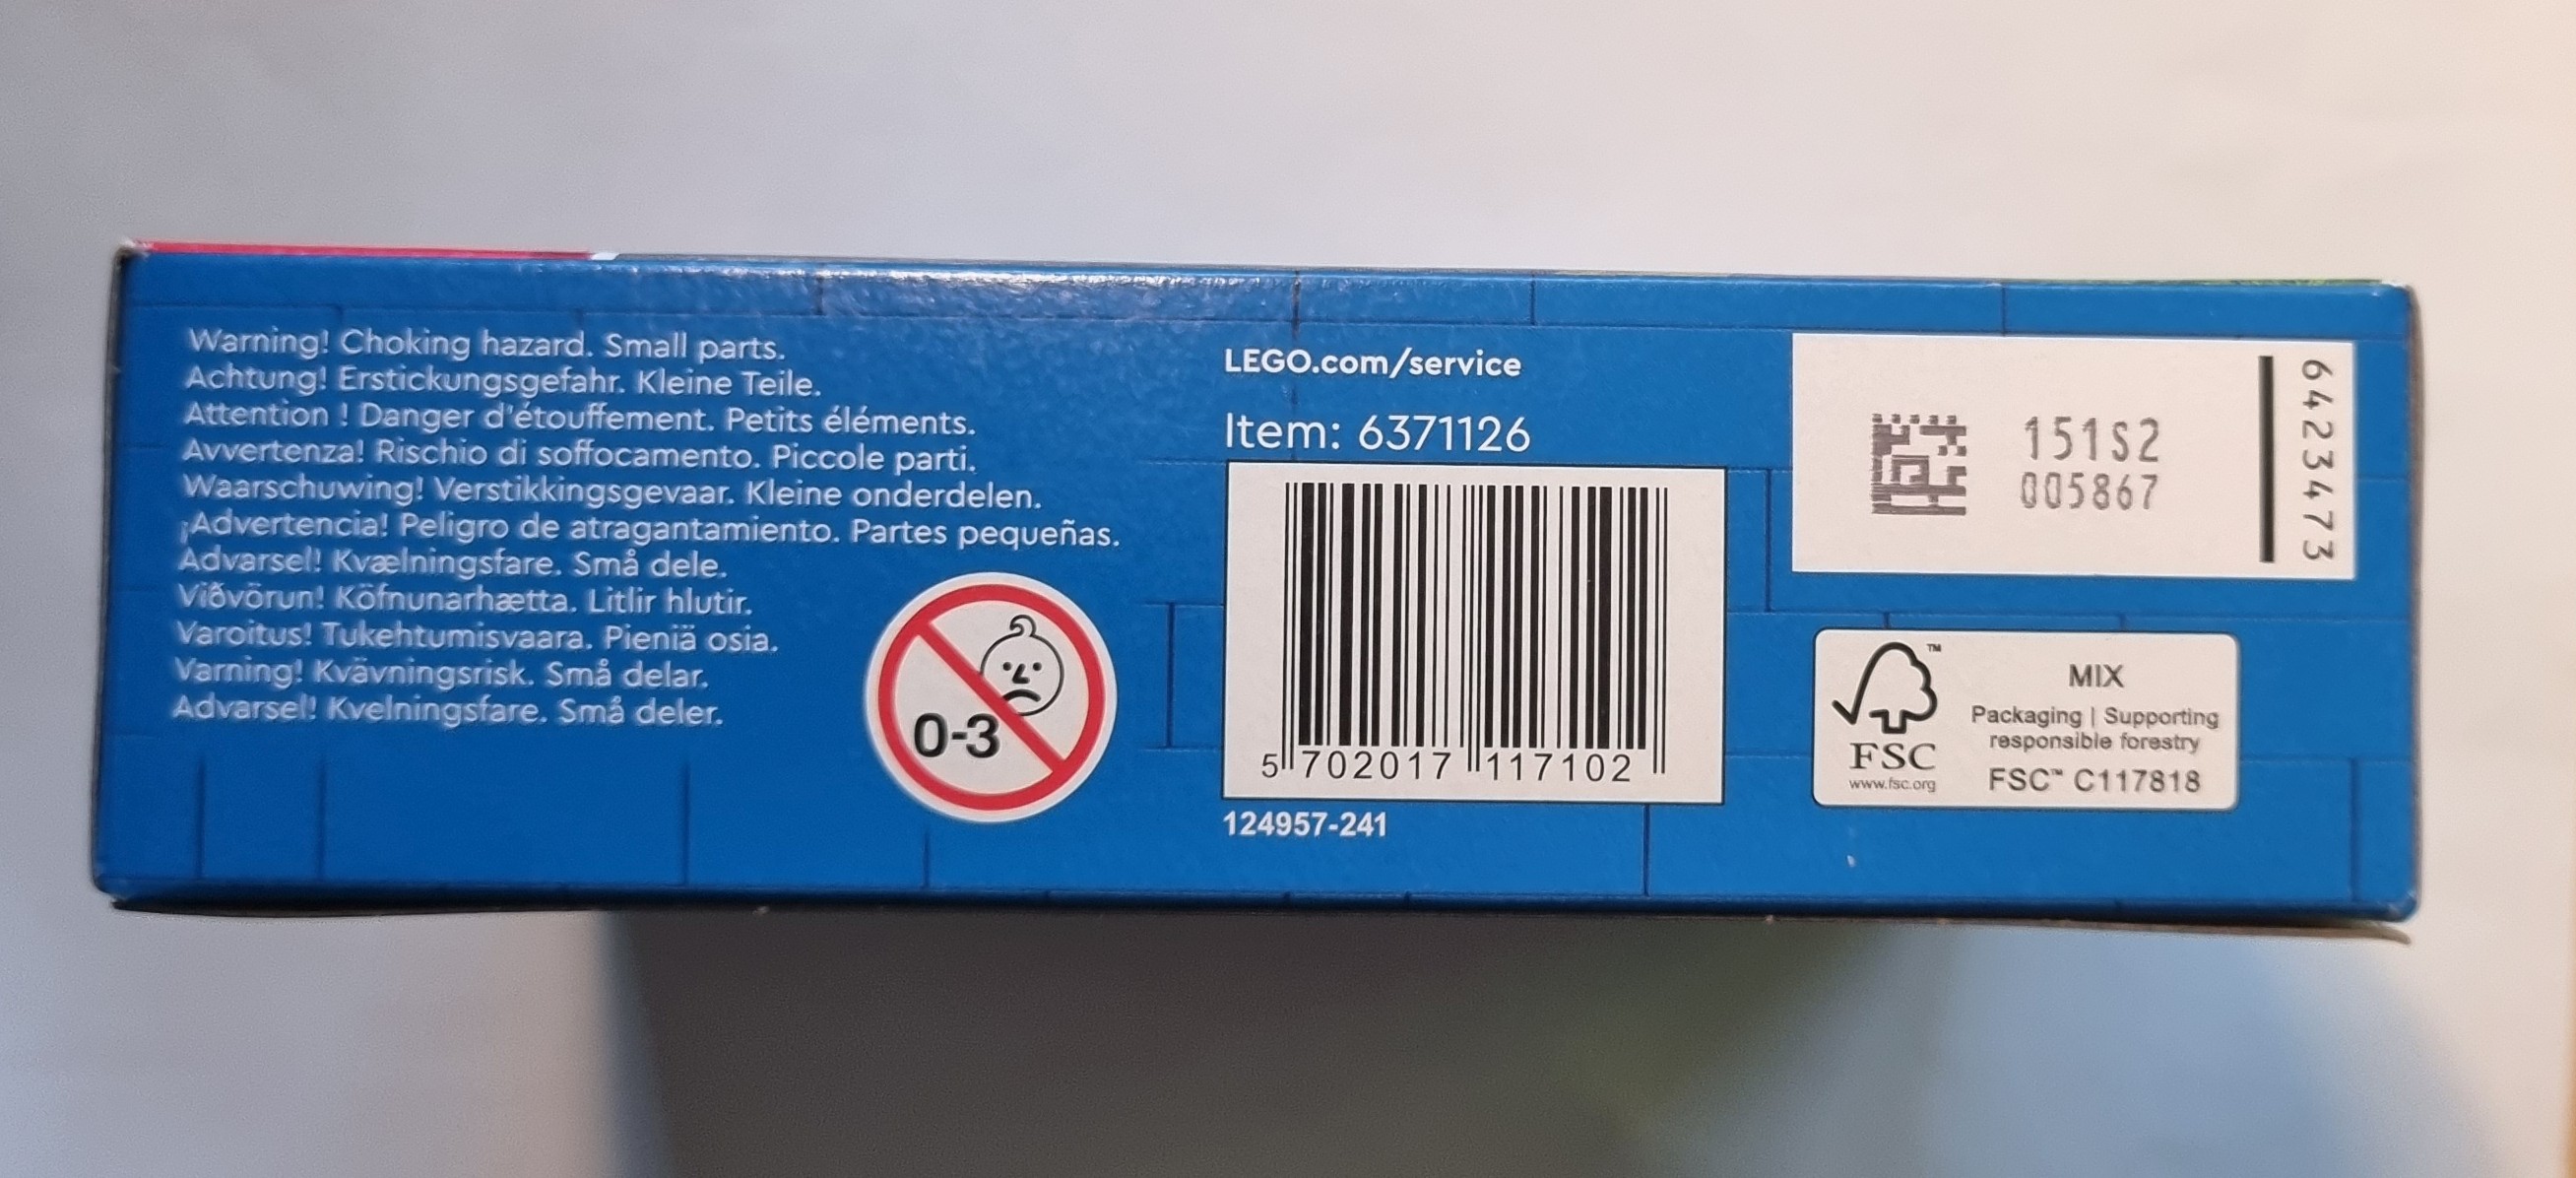 Warning! Choking hazard. Small parts.
Achtung! Erstickungsgefahr. Kleine Teile.
Attention ! Danger d'étouffement. Petits éléments.
Avvertenza! Rischio di soffocamento. Piccole parti.
Waarschuwing! Verstikkingsgevaar. Kleine onderdelen.
¡Advertencia! Peligro de atragantamiento. Partes pequeñas.
Advarsel! Kvælningsfare. Små dele.
Viðvörun! Köfnunarhætta. Litlir hlutir.
Varoitus! Tukehtumisvaara. Pieniä osia.
Varning! Kvävningsrisk. Små delar.
Advarsel! Kvelningsfare. Små deler.
0-3
LEGO.com/service
Item: 6371126
5 702017 117102
124957-241
151S2
005867
6423473
FSC
www.fsc.org
TM
MIX
Packaging | Supporting
responsible forestry
FSC™ C117818